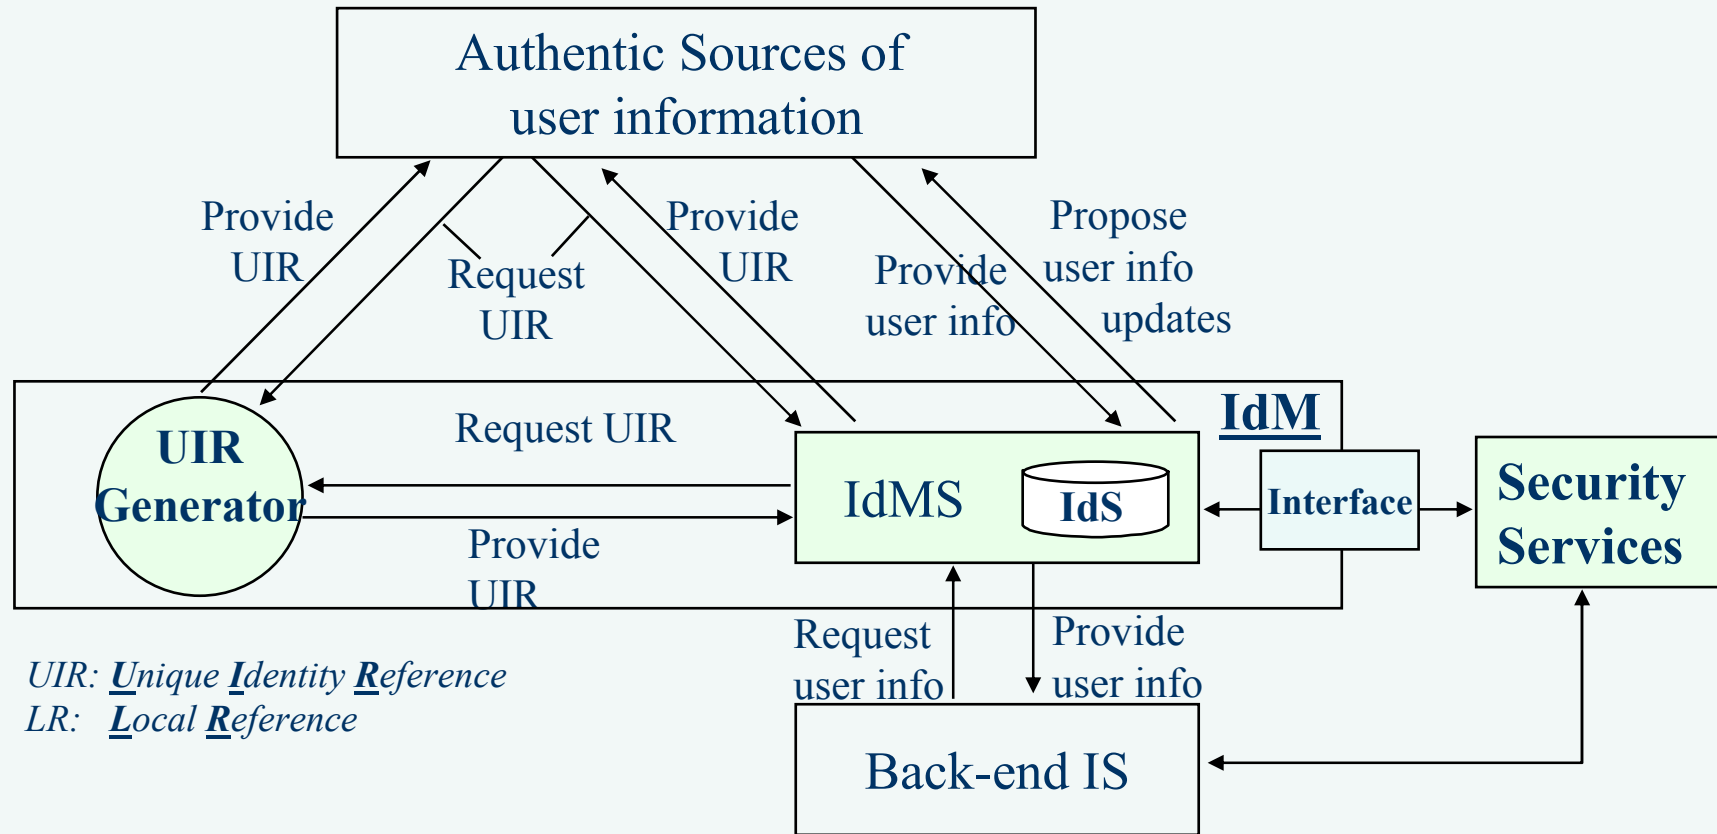 Authentic Sources of
user information
Provide
UIR
Request
UIR
Provide
UIR
Provide
user info
Propose
user info
updates
IdM
UIR
Generator
Request UIR
Provide
UIR
IdMS
IdS
Interface
Security
Services
Request
user info
Provide
user info
UIR: Unique Identity Reference
LR: Local Reference
Back-end IS